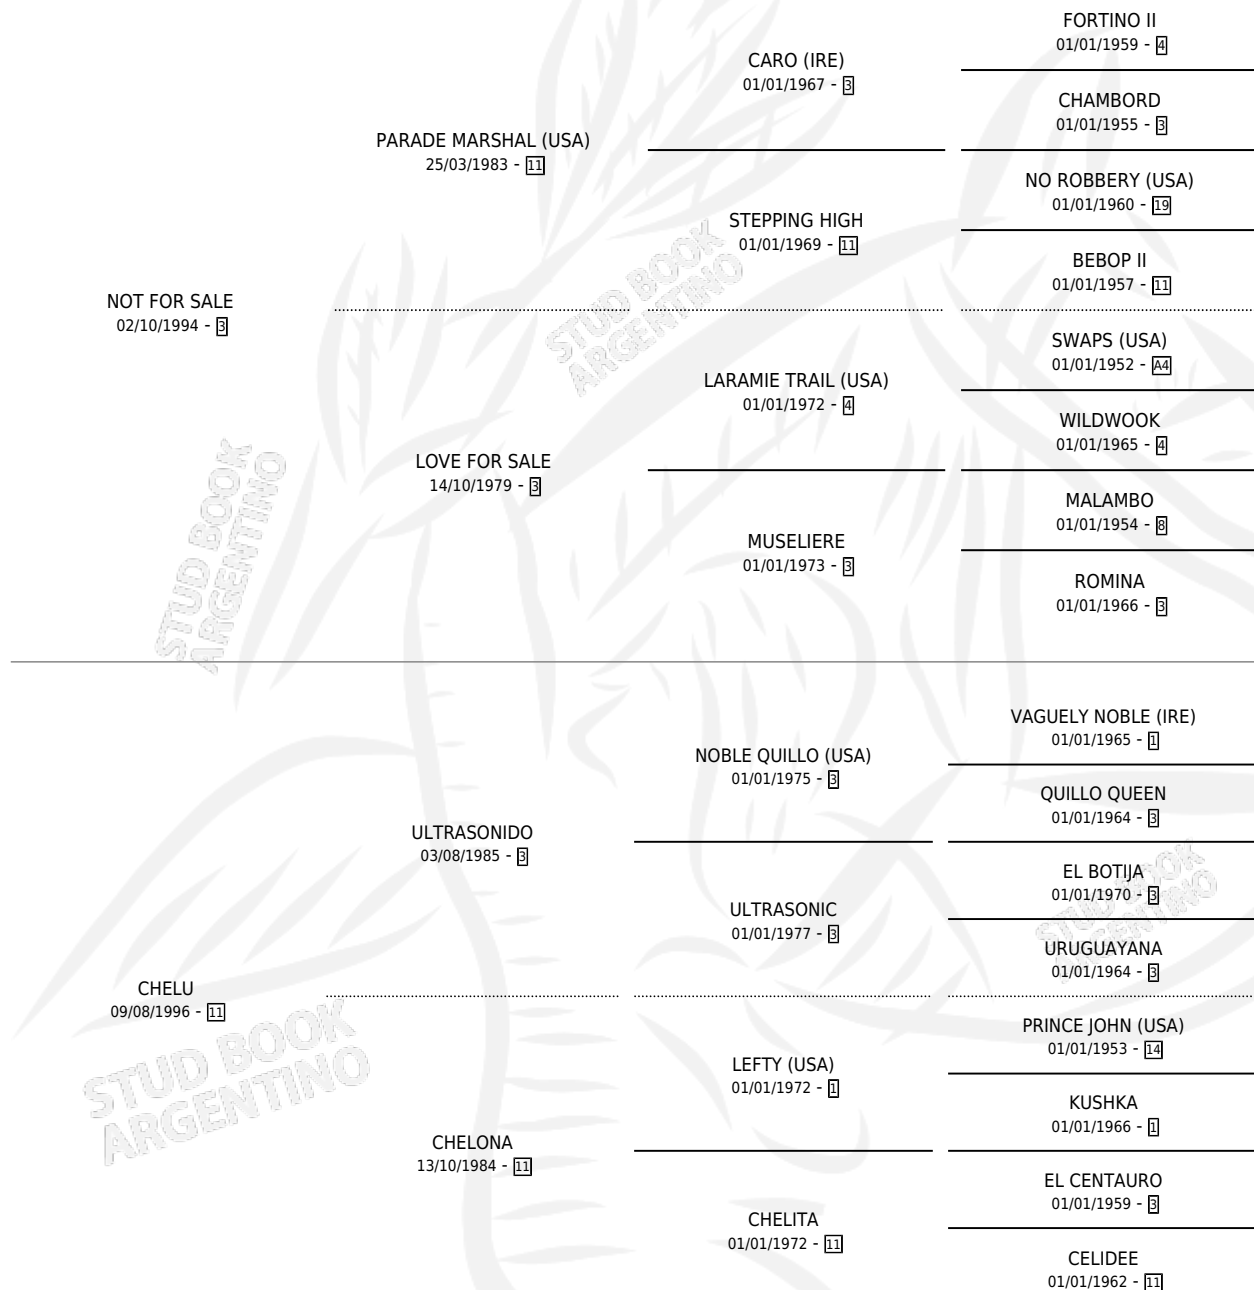 FORTINO II
01/01/1959 - 4
CARO (IRE)
01/01/1967 - 3
CHAMBORD
01/01/1955 - 3
PARADE MARSHAL (USA)
25/03/1983 - 11
NO ROBBERY (USA)
01/01/1960 - 19
STEPPING HIGH
01/01/1969 - 11
BEBOP II
01/01/1957 - 11
NOT FOR SALE
02/10/1994 - 3
SWAPS (USA)
01/01/1952 - A4
LARAMIE TRAIL (USA)
01/01/1972 - 4
WILDWOOK
01/01/1965 - 4
LOVE FOR SALE
14/10/1979 - 3
MALAMBO
01/01/1954 - 8
MUSELIERE
01/01/1973 - 3
ROMINA
01/01/1966 - 3
VAGUELY NOBLE (IRE)
01/01/1965 - 1
NOBLE QUILLO (USA)
01/01/1975 - 3
QUILLO QUEEN
01/01/1964 - 3
ULTRASONIDO
03/08/1985 - 3
EL BOTIJA
01/01/1970 - 3
ULTRASONIC
01/01/1977 - 3
URUGUAYANA
01/01/1964 - 3
CHELU
09/08/1996 - 11
PRINCE JOHN (USA)
01/01/1953 - 14
LEFTY (USA)
01/01/1972 - 1
KUSHKA
01/01/1966 - 1
CHELONA
13/10/1984 - 11
EL CENTAURO
01/01/1959 - 3
CHELITA
01/01/1972 - 11
CELIDEE
01/01/1962 - 11
STUD BOOK
ARGENTINO
STUD BOOK
ARGENTINO
STUD BOOK
ARGENTINO
STUD BOOK
ARGENTINO